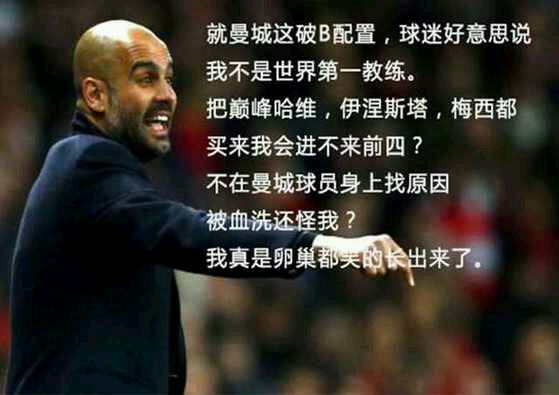 就曼城这破B配置，球迷好意思说
我不是世界第一教练。
把巅峰哈维，伊涅斯塔，梅西都
买来我会进不来前四？
不在曼城球员身上找原因
被血洗还怪我？
我真是卵巢都笑的长出来了。